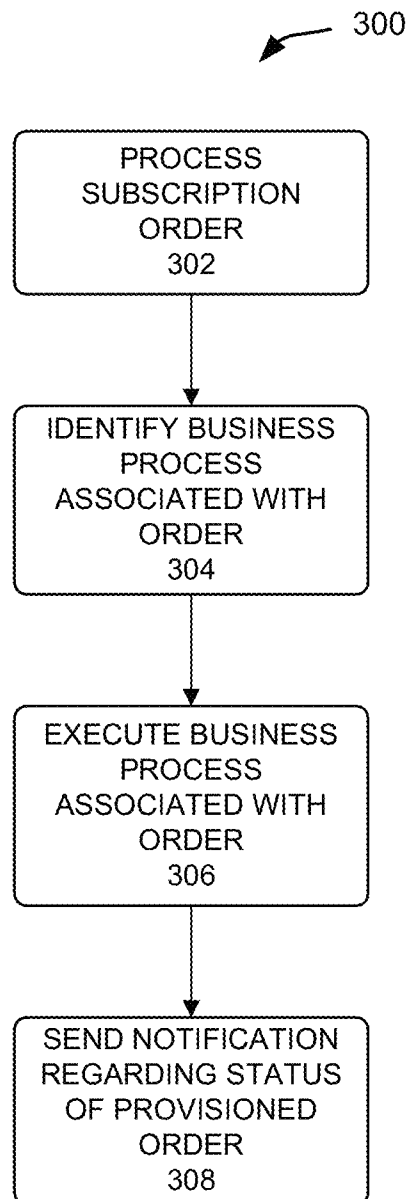 300
PROCESS
SUBSCRIPTION
ORDER
302
IDENTIFY BUSINESS
PROCESS
ASSOCIATED WITH
ORDER
304
EXECUTE BUSINESS
PROCESS
ASSOCIATED WITH
ORDER
306
SEND NOTIFICATION
REGARDING STATUS
OF PROVISIONED
ORDER
308